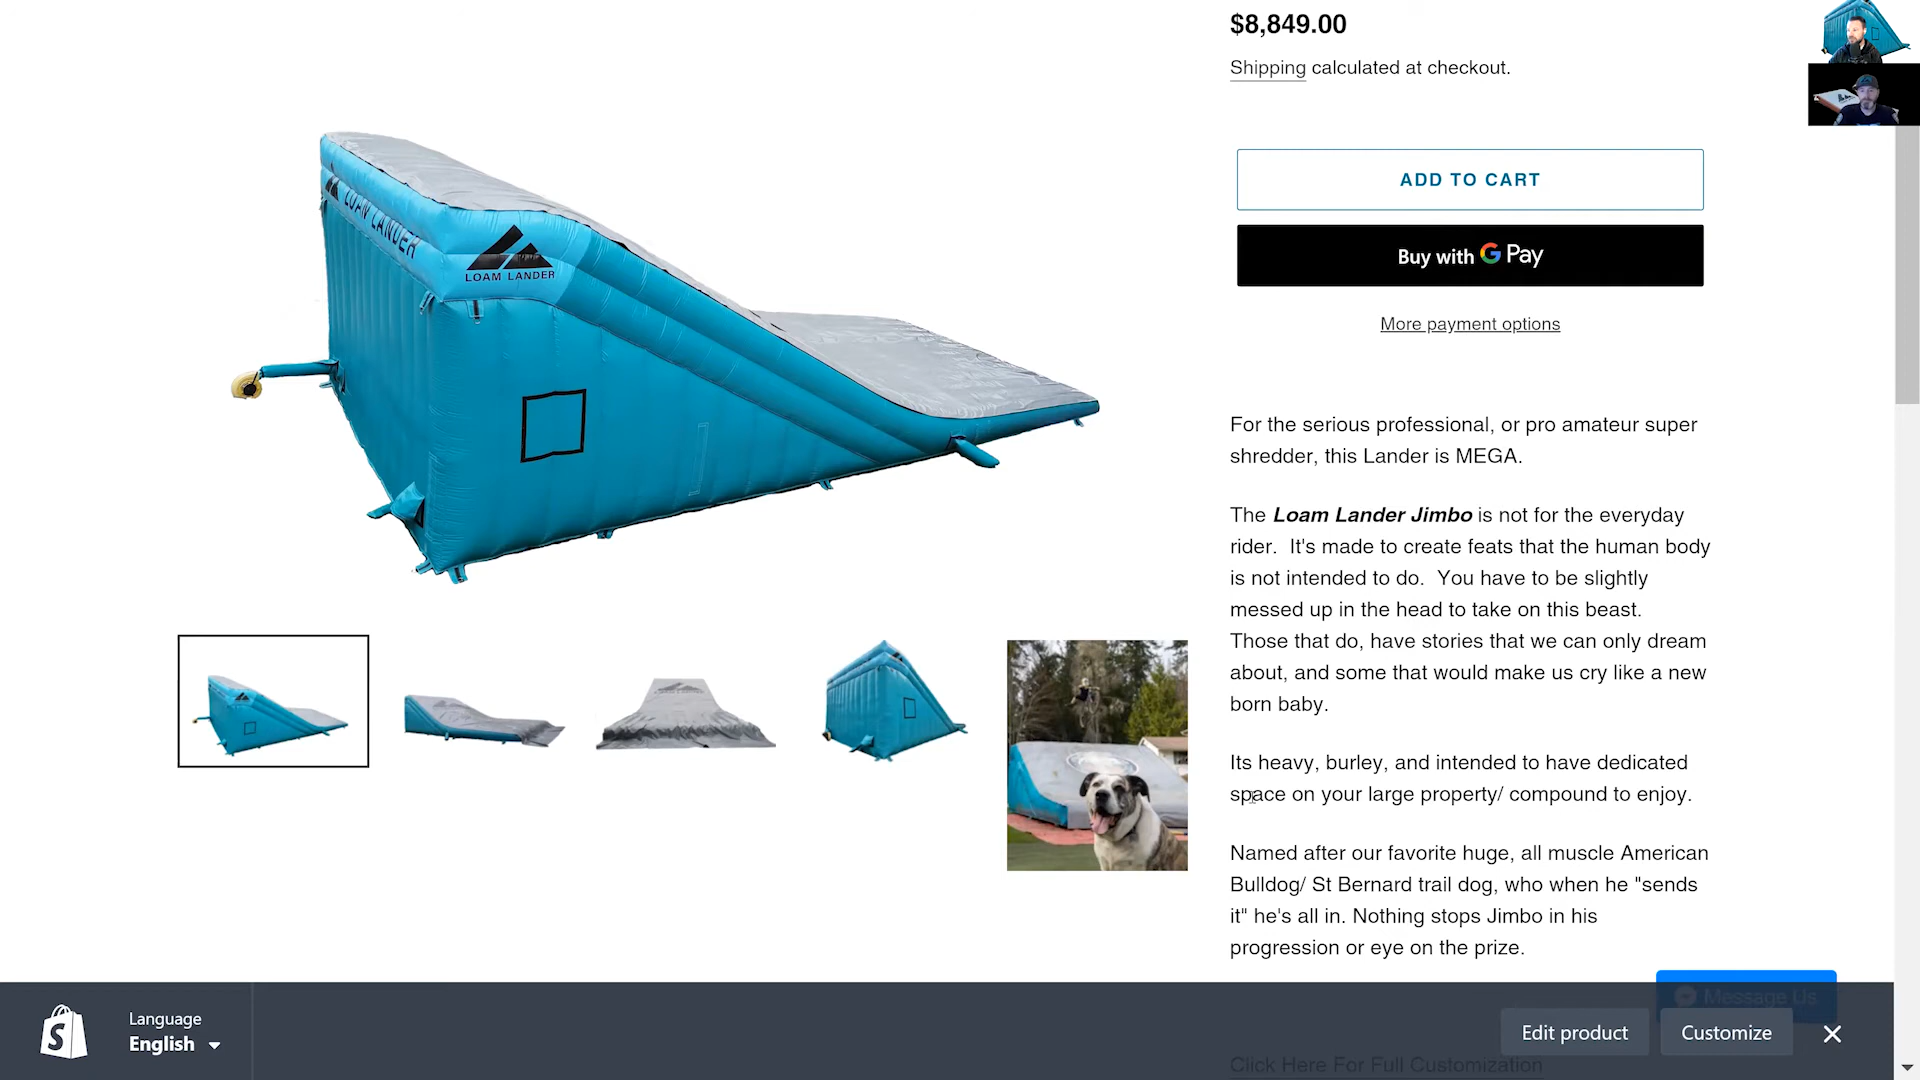 $8,849.00
Shipping calculated at checkout.
ADD TO CART
Buy with G Pay
More payment options
LOAM LANDER
LOAM LANDER
For the serious professional, or pro amateur super
shredder, this Lander is MEGA.
The Loam Lander Jimbo is not for the everyday
rider. It's made to create feats that the human body
is not intended to do. You have to be slightly
messed up in the head to take on this beast.
Those that do, have stories that we can only dream
about, and some that would make us cry like a new
born baby.
Its heavy, burley, and intended to have dedicated
space on your large property/ compound to enjoy.
Named after our favorite huge, all muscle American
Bulldog/ St Bernard trail dog, who when he "sends
it" he's all in. Nothing stops Jimbo in his
progression or eye on the prize.
Message Us
Language
English
Edit product
Customize
Click Here For Full Customization